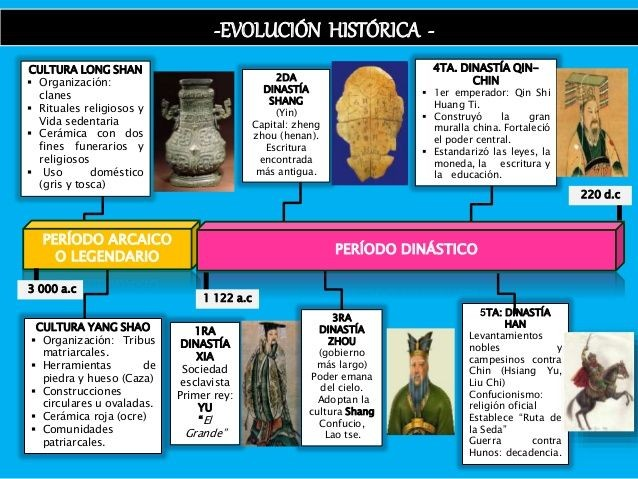 -EVOLUCIÓN HISTÓRICA -
CULTURA LONG SHAN
▪ Organización:
clanes
▪ Rituales religiosos y
Vida sedentaria
▪ Cerámica con dos
fines funerarios y
religiosos
▪ Uso doméstico
(gris y tosca)
2DA
DINASTÍA
SHANG
(Yin)
Capital: zheng
zhou (henan).
Escritura
encontrada
más antigua.
4TA. DINASTÍA QIN-
CHIN
▪ 1er emperador: Qin Shi
Huang Ti.
▪ Construyó la gran
muralla china. Fortaleció
el poder central.
▪ Estandarizó las leyes, la
moneda, la escritura y
la educación.
220 d.c
PERÍODO ARCAICO
O LEGENDARIO
PERÍODO DINÁSTICO
3 000 a.c
1 122 a.c
CULTURA YANG SHAO
▪ Organización: Tribus
matriarcales.
▪ Herramientas de
piedra y hueso (Caza)
▪ Construcciones
circulares u ovaladas.
▪ Cerámica roja (ocre)
▪ Comunidades
patriarcales.
1RA
DINASTÍA
XIA
Sociedad
esclavista
Primer rey:
YU
"El
Grande"
3RA
DINASTÍA
ZHOU
(gobierno
más largo)
Poder emana
del cielo.
Adoptan la
cultura Shang
Confucio,
Lao tse.
5TA: DINASTÍA
HAN
Levantamientos
nobles y
campesinos contra
Chin (Hsiang Yu,
Liu Chi)
Confucionismo:
religión oficial
Establece "Ruta de
la Seda"
Guerra contra
Hunos: decadencia.